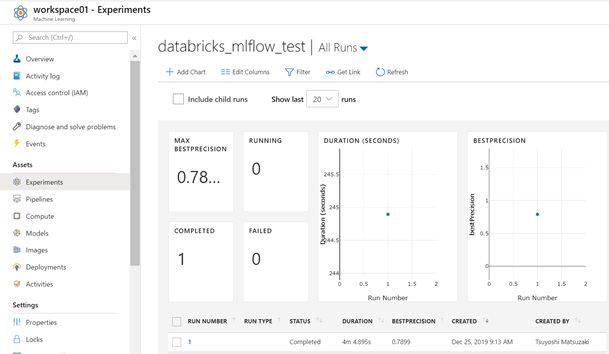 workspace01 - Experiments
Machine Learning
Search (Ctrl+/)
«
Overview
Activity log
Access control (IAM)
Tags
Diagnose and solve problems
Events
Assets
Experiments
Pipelines
Compute
Models
Images
Deployments
Activities
Settings
Properties
Locks
databricks_mlflow_test | All Runs
+ Add Chart Edit Columns Filter Get Link Refresh
Include child runs Show last 20 runs
MAX
BESTPRECISION
0.78...
RUNNING
0
COMPLETED
1
FAILED
0
DURATION (SECONDS)
Duration (seconds)
245.5
245
244.5
244
0 0.5 1 1.5 2
Run Number
BESTPRECISION
bestPrecision
1.5
1
0.5
0
0 0.5 1 1.5 2
Run Number
RUN NUMBER RUN TYPE STATUS DURATION BESTPRECISION CREATED CREATED BY
1 Completed 4m 4.895s 0.7899 Dec 25, 2019 9:13 AM Tsuyoshi Matsuzaki